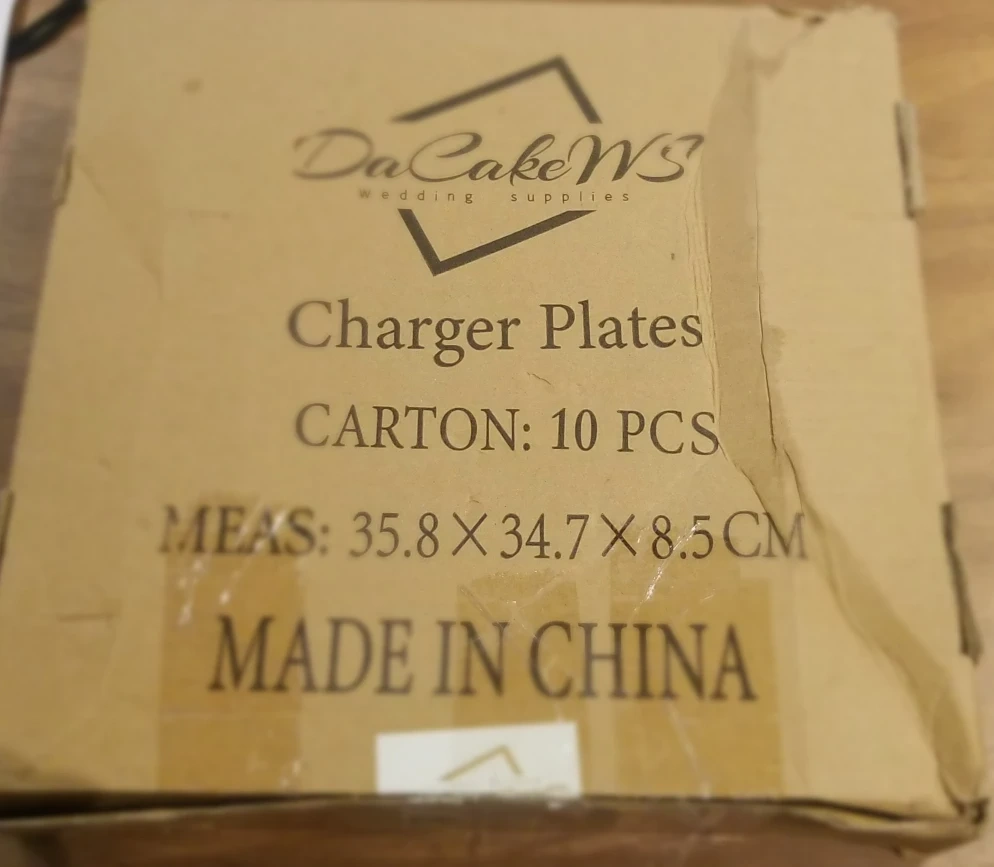 DaCakeWS
Wedding supplies
Charger Plates
CARTON: 10 PCS
MEAS: 35.8×34.7×8.5CM
MADE IN CHINA